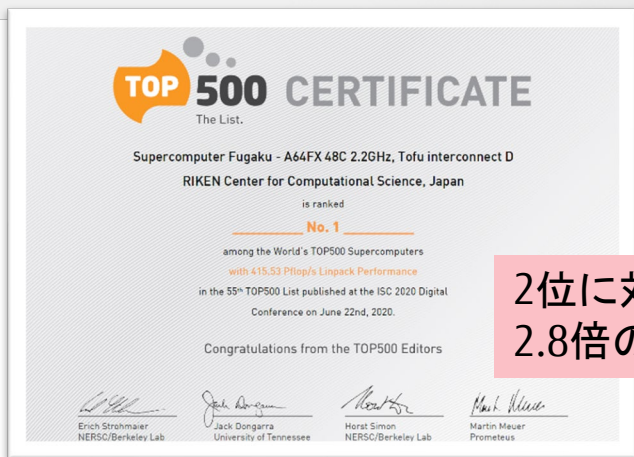 TOP 500 CERTIFICATE
The List.
Supercomputer Fugaku - A64FX 48C 2.2GHz, Tofu interconnect D
RIKEN Center for Computational Science, Japan
is ranked
No. 1
among the World's TOP500 Supercomputers
with 415.53 Pflop/s Linpack Performance
in the 55th TOP500 List published at the ISC 2020 Digital
Conference on June 22nd, 2020.
2位に
2.8倍の
Congratulations from the TOP500 Editors
Erich Strohmaier
NERSC/Berkeley Lab
Jack Dongarra
University of Tennessee
Horst Simon
NERSC/Berkeley Lab
Martin Meuer
Prometeus